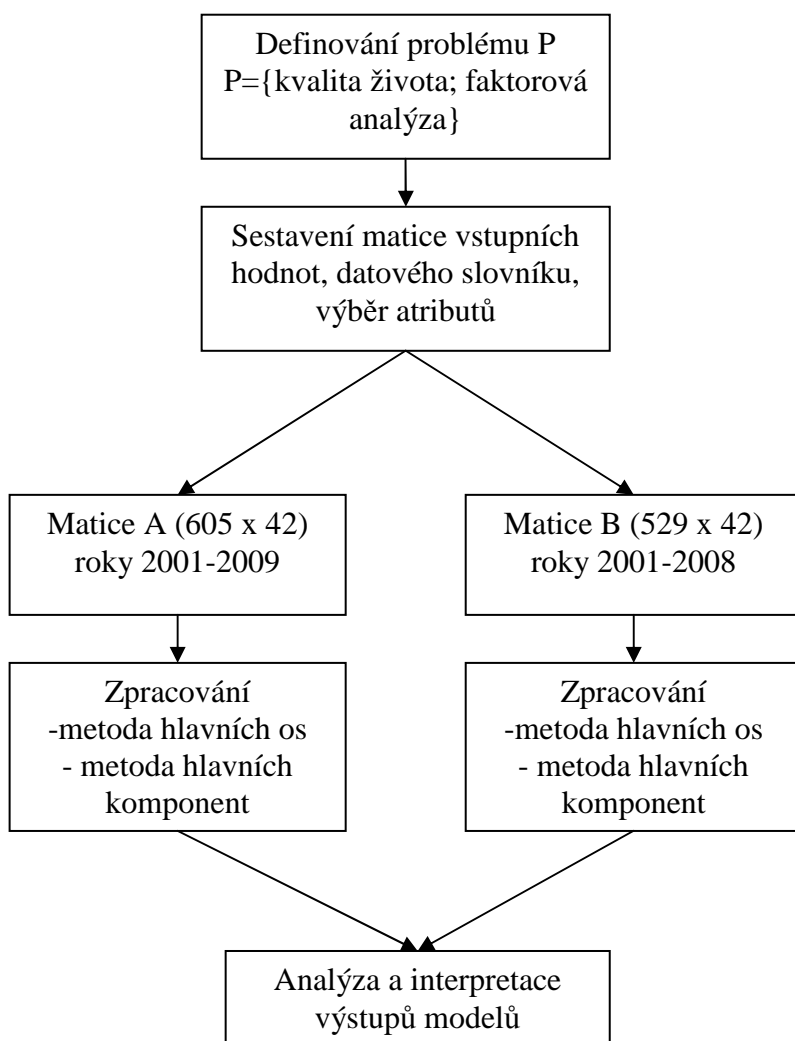 Definování problému P
P={kvalita života; faktorová
analýza}
Sestavení matice vstupních
hodnot, datového slovníku,
výběr atributů
Matice A (605 x 42)
roky 2001-2009
Matice B (529 x 42)
roky 2001-2008
Zpracování
-metoda hlavních os
- metoda hlavních
komponent
Zpracování
-metoda hlavních os
- metoda hlavních
komponent
Analýza a interpretace
výstupů modelů